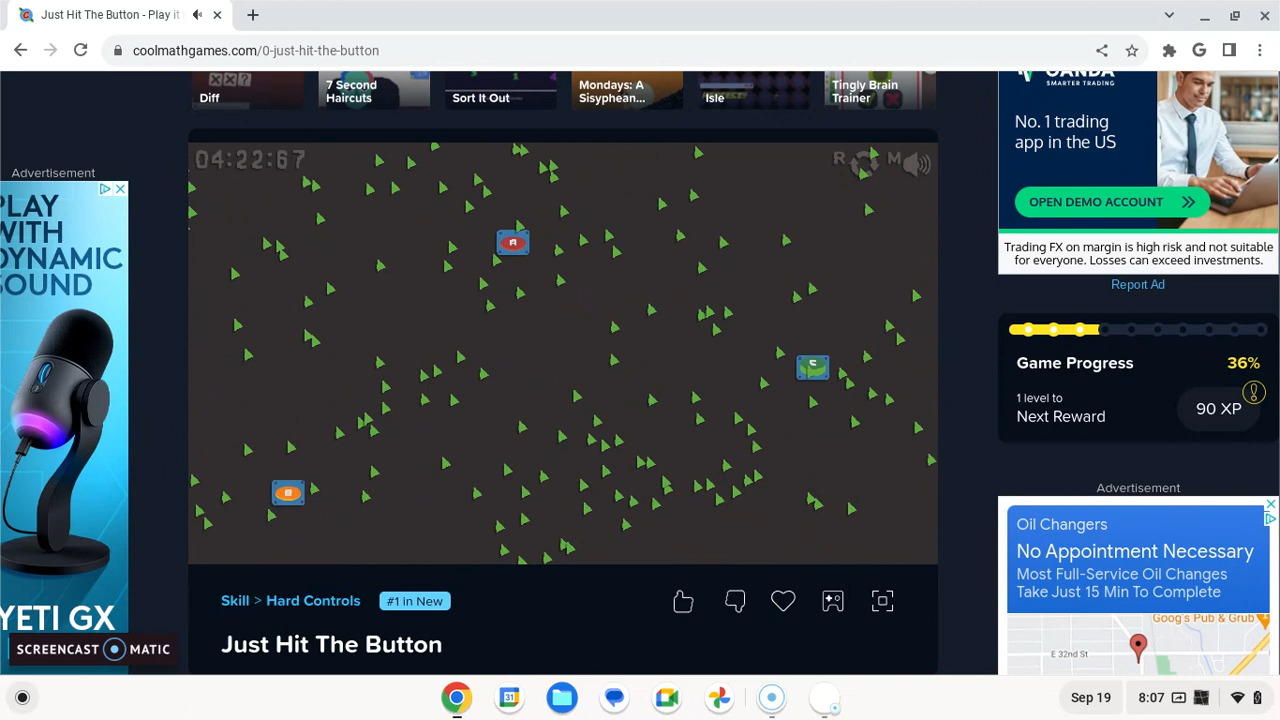 Just Hit The Button - Play it
coolmathgames.com/0-just-hit-the-button
Diff
7 Second
Haircuts
Sort It Out
Mondays: A
Sisyphean...
Isle
Tingly Brain
Trainer
SMARTER TRADING
No. 1 trading
app in the US
OPEN DEMO ACCOUNT
Trading FX on margin is high risk and not suitable
for everyone. Losses can exceed investments.
Report Ad
Advertisement
PLAY
WITH
DYNAMIC
SOUND
YETI GX
SCREENCAST MATIC
04:22:67
R M
Game Progress
36%
1 level to
Next Reward
90 XP
Advertisement
Oil Changers
No Appointment Necessary
Most Full-Service Oil Changes
Take Just 15 Min To Complete
Goog's Pub & Grub
E 32nd St
Skill > Hard Controls
#1 in New
Just Hit The Button
31
Sep 19
8:07